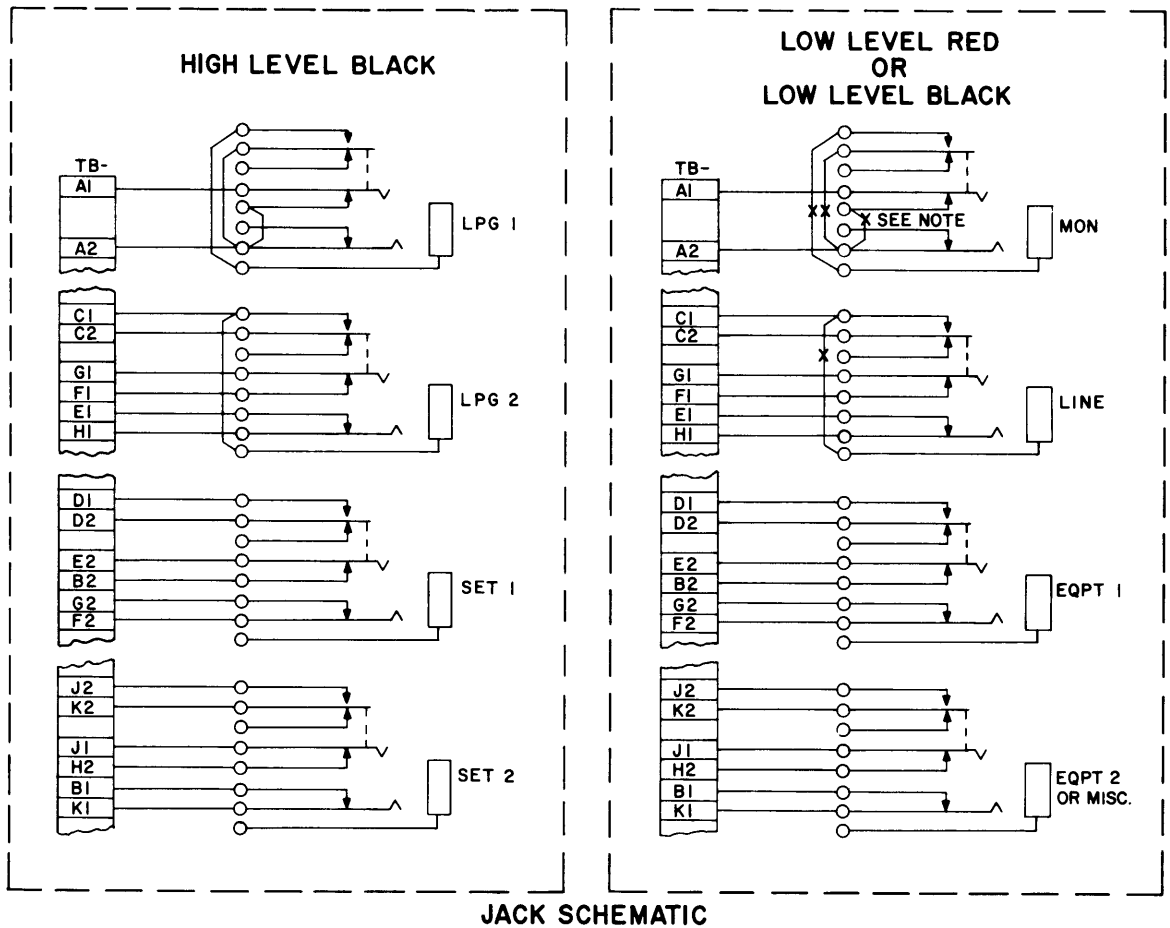 HIGH LEVEL BLACK
TB-
A1
A2
LPG 1
C1
C2
G1
F1
E1
H1
LPG 2
D1
D2
E2
B2
G2
F2
SET 1
J2
K2
J1
H2
B1
K1
SET 2
LOW LEVEL RED
OR
LOW LEVEL BLACK
TB-
A1
A2
X X X SEE NOTE
MON
C1
C2
X
G1
F1
E1
H1
LINE
D1
D2
E2
B2
G2
F2
EQPT 1
J2
K2
J1
H2
B1
K1
EQPT 2
OR MISC.
JACK SCHEMATIC